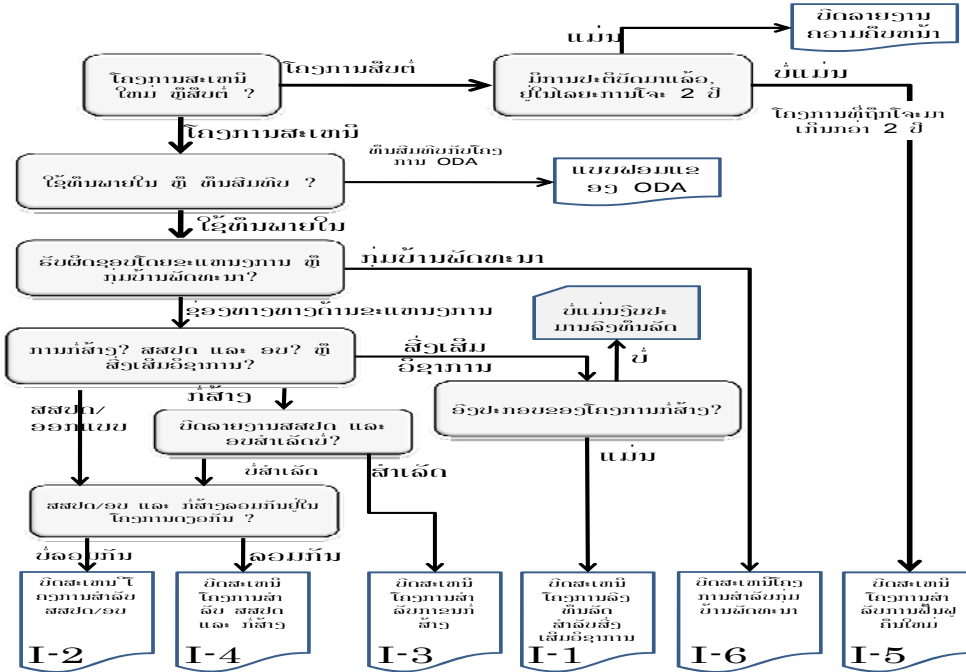 ບົດລາຍງານ
ຄວາມຄືບຫນ້າ
ແມ່ນ
ໂຄງການສະເຫນີ
ໃຫມ່ ຫຼືສືບຕໍ່ ?
ໂຄງການສືບຕໍ່
ມີການປະຕິບັດມາແລ້ວ,
ຢູ່ໃນໄລຍະການໂຈະ 2 ປີ
ບໍ່ແມ່ນ
ໂຄງການທີ່ຖືກໂຈະມາ
ເກີນກວ່າ 2 ປີ
ໂຄງການສະເຫນີ
ໃຊ້ທຶນພາຍໃນ ຫຼື ທຶນສົມທົບ ?
ທຶນສົມທົບກັບໂຄງ
ການ ODA
ແບບຟອມແຂ
ອງ ODA
ໃຊ້ທຶນພາຍໃນ
ຮັບຜິດຊອບໂດຍຂະແຫນງການ ຫຼື
ກຸ່ມບ້ານພັດທະນາ?
ກຸ່ມບ້ານພັດທະນາ
ຊ່ອງທາງທາງດ້ານຂະແຫນງການ
ບໍ່ແມ່ນງົບປະ
ມານລົງທຶນລັດ
ການກໍ່ສ້າງ? ສສປດ ແລະ ອບ? ຫຼື
ສົ່ງເສີມວິຊາການ?
ສົ່ງເສີມ
ວິຊາການ
ບໍ່
ກໍ່ສ້າງ
ອົງປະກອບຂອງໂຄງການກໍ່ສ້າງ?
ສສປດ/
ອອກແບບ
ບົດລາຍງານສສປດ ແລະ
ອບສຳເລັດບໍ່?
ແມ່ນ
ບໍ່ສຳເລັດ
ສຳເລັດ
ສສປດ/ອບ ແລະ ກໍ່ສ້າງລວມກັນຢູ່ໃນ
ໂຄງການດຽວກັນ ?
ບໍ່ລວມກັນ
ລວມກັນ
ບົດສະເຫນີ ໂ
ຄງການສຳລັບ
ສສປດ/ອບ
I-2
ບົດສະເຫນີ
ໂຄງການສຳ
ລັບ ສສປດ
ແລະ ກໍ່ສ້າງ
I-4
ບົດສະເຫນີ
ໂຄງການສຳ
ລັບການກໍ່
ສ້າງ
I-3
ບົດສະເຫນີ
ໂຄງການລົງ
ທຶນລັດ
ສຳລັບສົ່ງ
ເສີມວິຊາການ
I-1
ບົດສະເຫນີໂຄງ
ການສຳລັບກຸ່ມ
ບ້ານພັດທະນາ
I-6
ບົດສະເຫນີ
ໂຄງການສຳ
ລັບການຟື້ນຟູ
ຄືນໃຫມ່
I-5